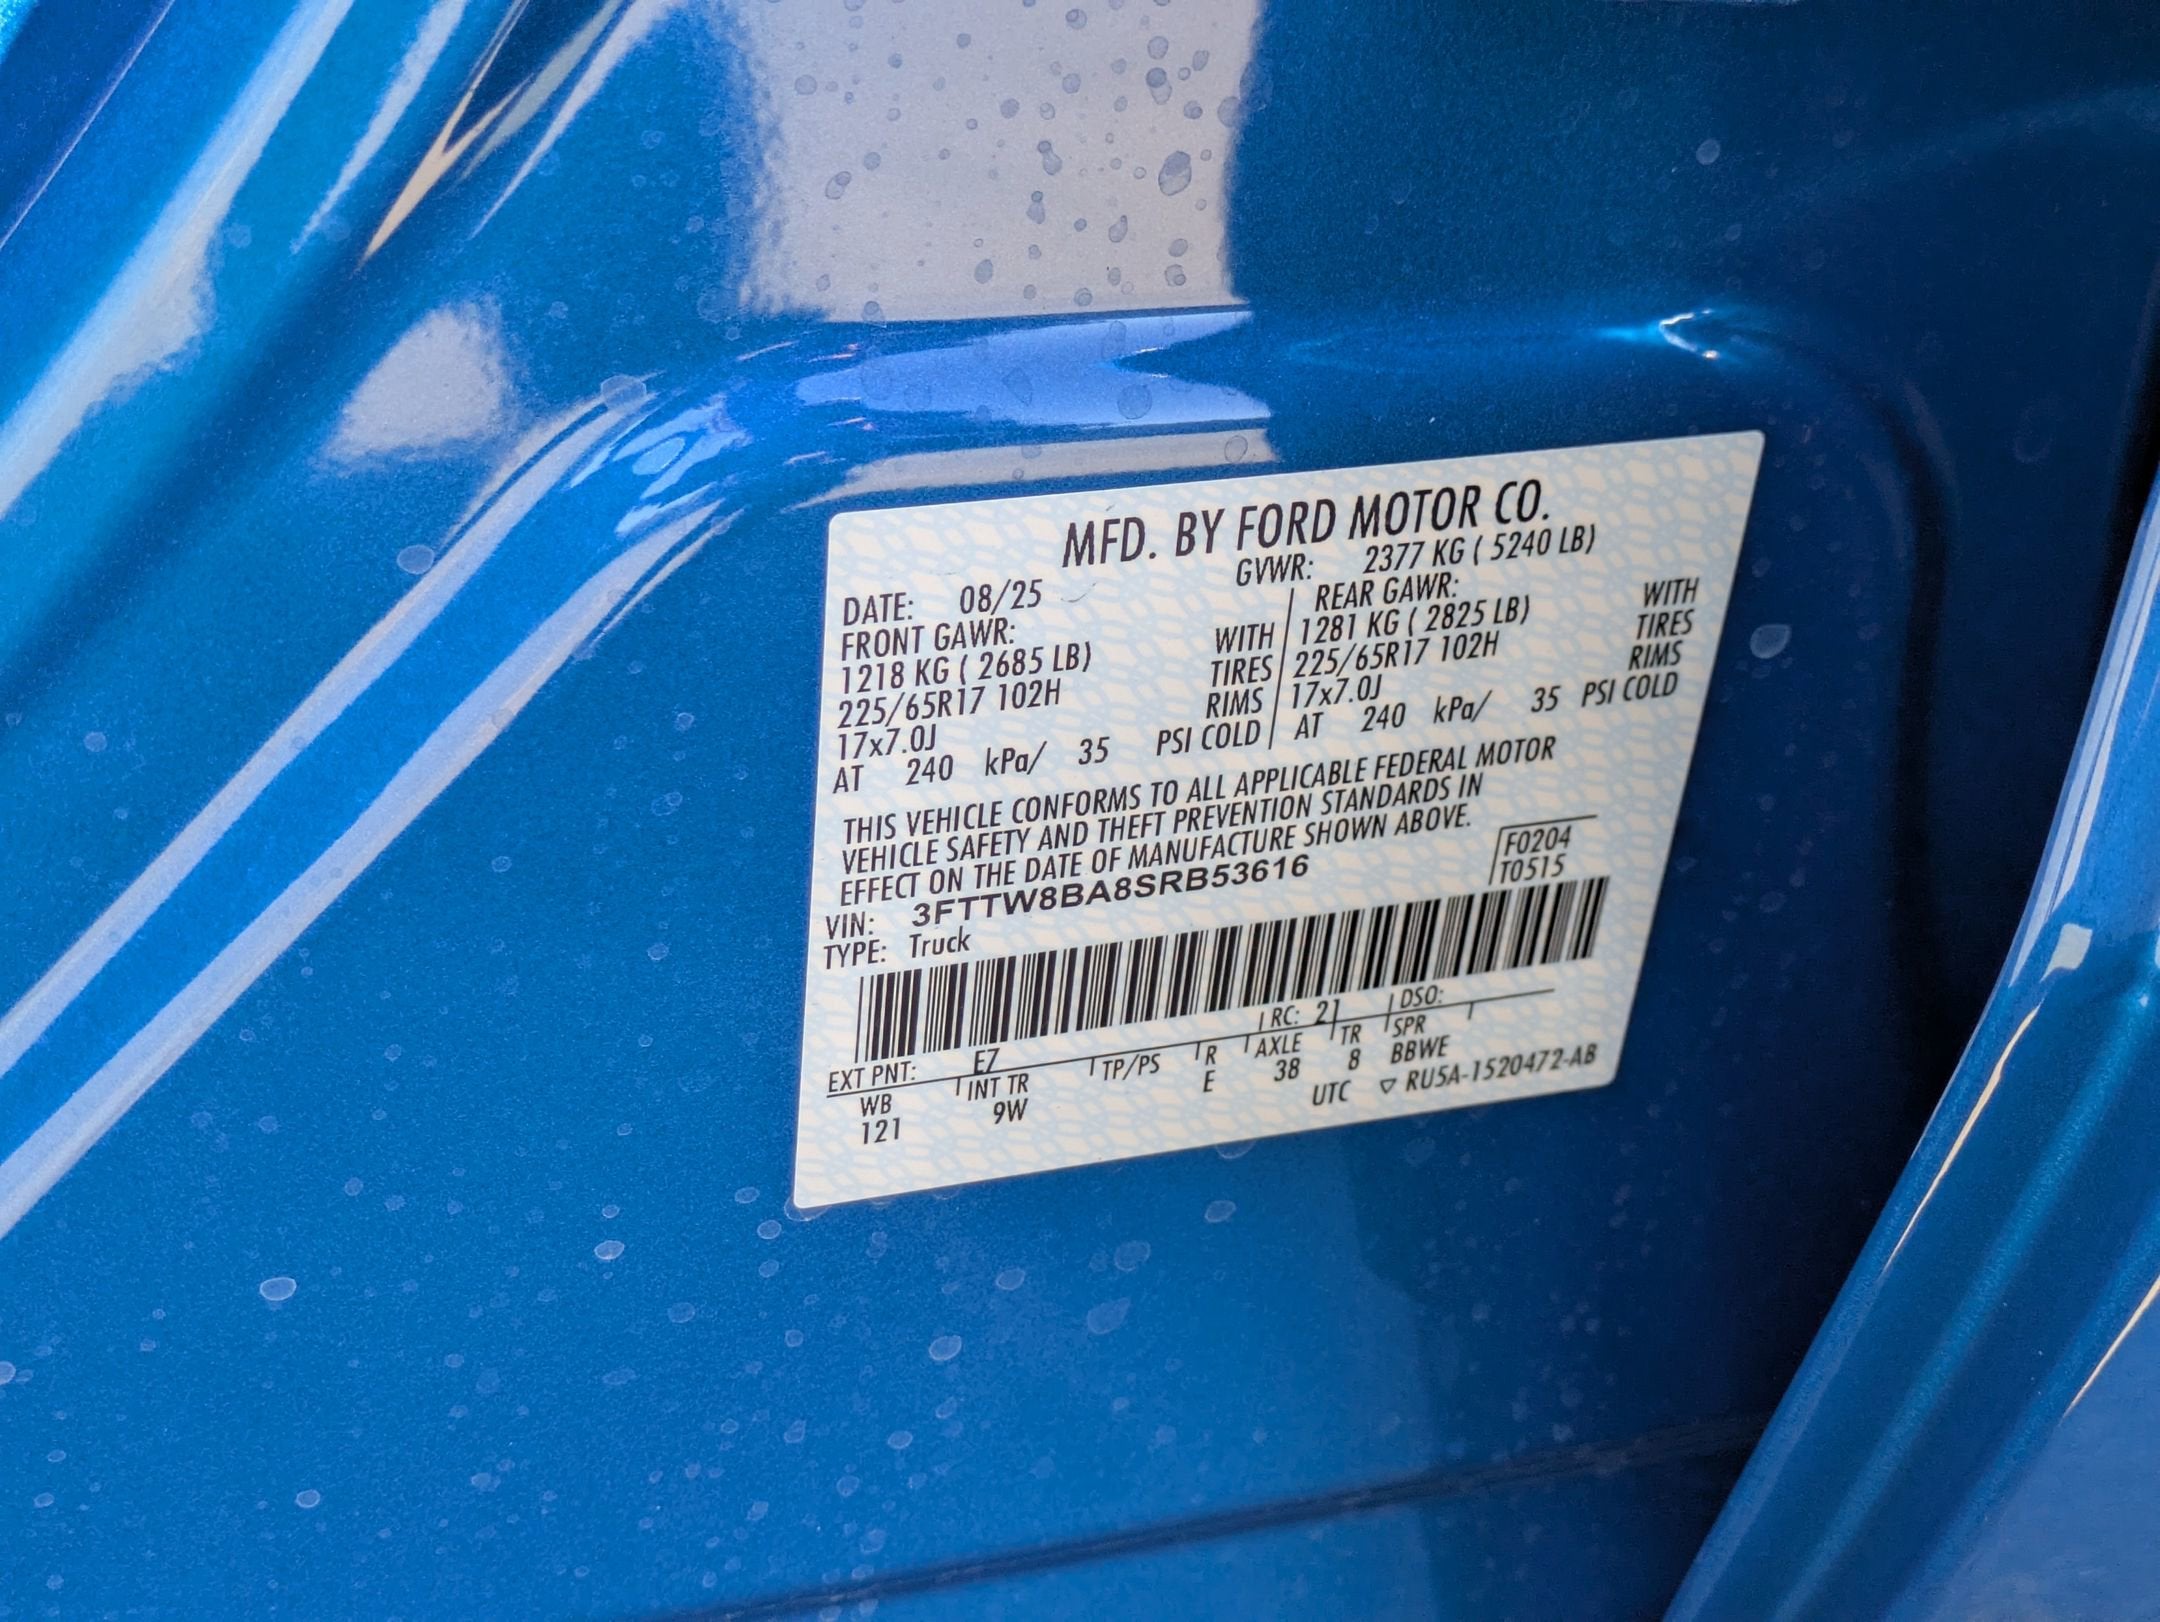 MFD. BY FORD MOTOR CO.
DATE: 08/25 GVWR: 2377 KG ( 5240 LB)
FRONT GAWR: REAR GAWR:
1218 KG ( 2685 LB) WITH 1281 KG ( 2825 LB) WITH
225/65R17 102H TIRES 225/65R17 102H TIRES
17x7.0J RIMS 17x7.0J RIMS
AT 240 kPa/ 35 PSI COLD AT 240 kPa/ 35 PSI COLD
THIS VEHICLE CONFORMS TO ALL APPLICABLE FEDERAL MOTOR
VEHICLE SAFETY AND THEFT PREVENTION STANDARDS IN
EFFECT ON THE DATE OF MANUFACTURE SHOWN ABOVE.
F0204
VIN: 3FTTW8BA8SRB53616 T0515
TYPE: Truck
EXT PNT: EZ RC: 21 DSO:
WB INT TR TP/PS R AXLE TR SPR
121 9W E 38 8 BBWE
UTC ▽ RU5A-1520472-AB